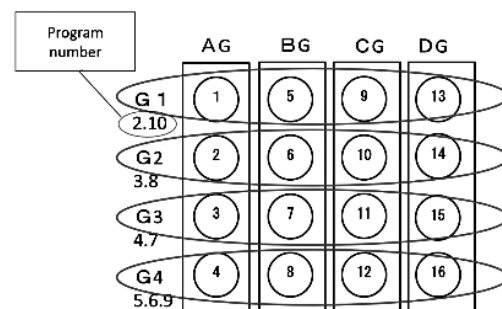 Program
number
AG BG CG DG
G1 1 5 9 13
2.10
G2 2 6 10 14
3.8
G3 3 7 11 15
4.7
G4 4 8 12 16
5.6.9